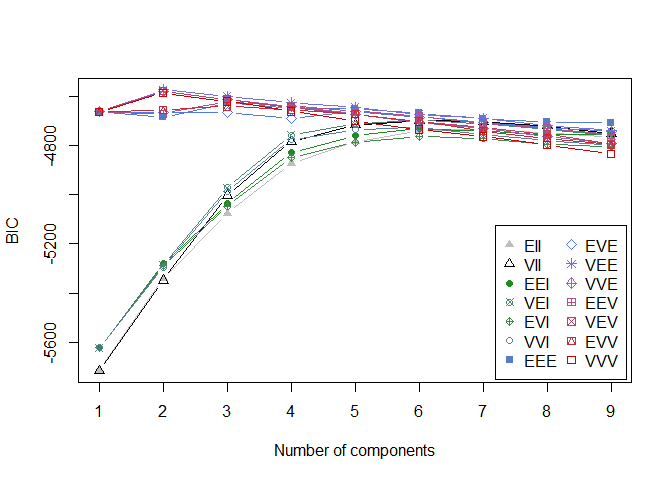 BIC
-4800
-5200
-5600
EII
VII
EEI
VEI
EVI
VVI
EEE
EVE
VEE
VVE
EEV
VEV
EVV
VVV
1 2 3 4 5 6 7 8 9
Number of components